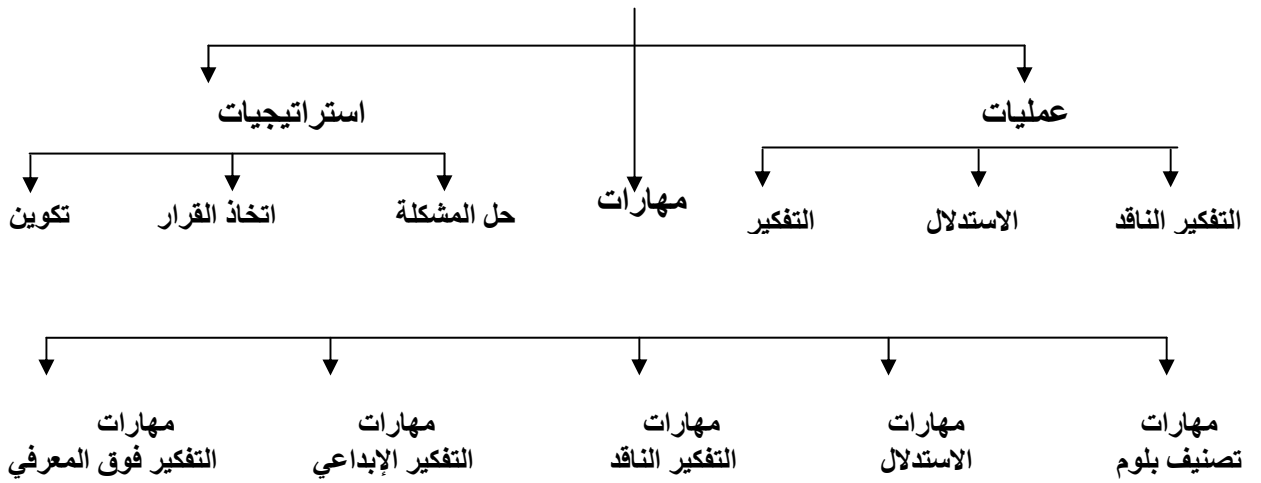 عمليات
استراتيجيات
مهارات
التفكير الناقد
الاستدلال
التفكير
حل المشكلة
اتخاذ القرار
تكوين
مهارات
تصنيف بلوم
مهارات
الاستدلال
مهارات
التفكير الناقد
مهارات
التفكير الإبداعي
مهارات
التفكير فوق المعرفي